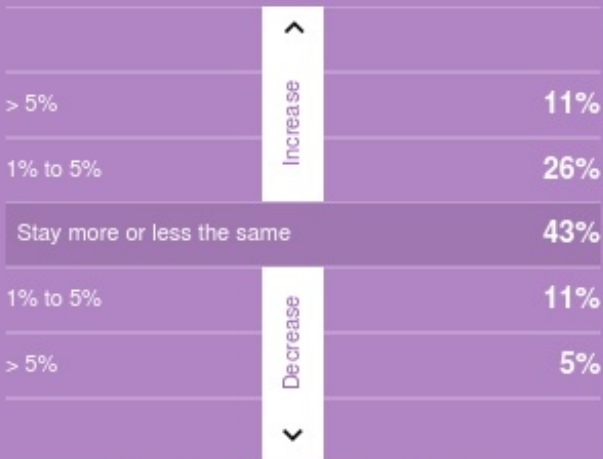 > 5% 11%
Increase
1% to 5% 26%
Stay more or less the same 43%
1% to 5% 11%
Decrease
> 5% 5%